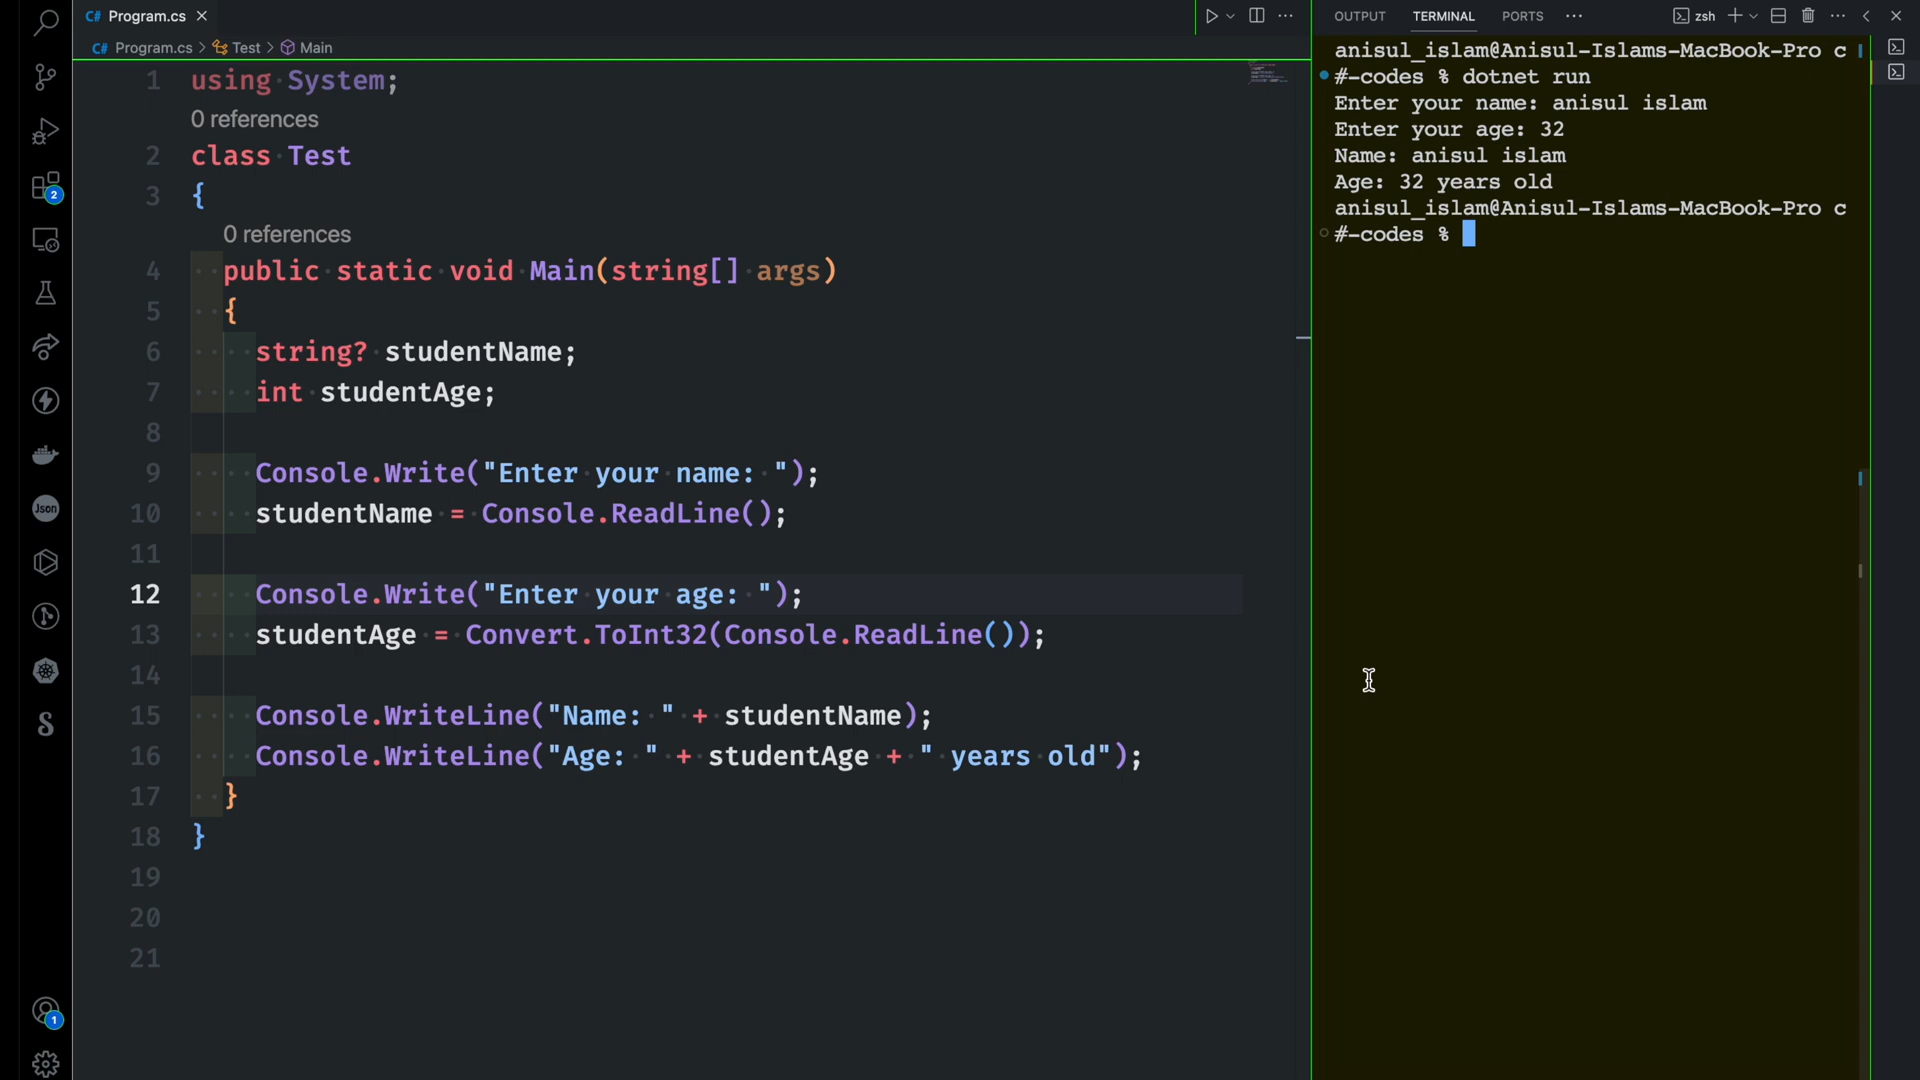 C# Program.cs
C# Program.cs > Test > Main
1 using System;
0 references
2 class Test
3 {
0 references
4 public static void Main(string[] args)
5 {
6 string? studentName;
7 int studentAge;
8
9 Console.Write("Enter your name: ");
10 studentName = Console.ReadLine();
11
12 Console.Write("Enter your age: ");
13 studentAge = Convert.ToInt32(Console.ReadLine());
14
15 Console.WriteLine("Name: " + studentName);
16 Console.WriteLine("Age: " + studentAge + " years old");
17 }
18 }
19
20
21
2
Json
1
OUTPUT TERMINAL PORTS zsh
anisul_islam@Anisul-Islams-MacBook-Pro c
#-codes % dotnet run
Enter your name: anisul islam
Enter your age: 32
Name: anisul islam
Age: 32 years old
anisul_islam@Anisul-Islams-MacBook-Pro c
#-codes %